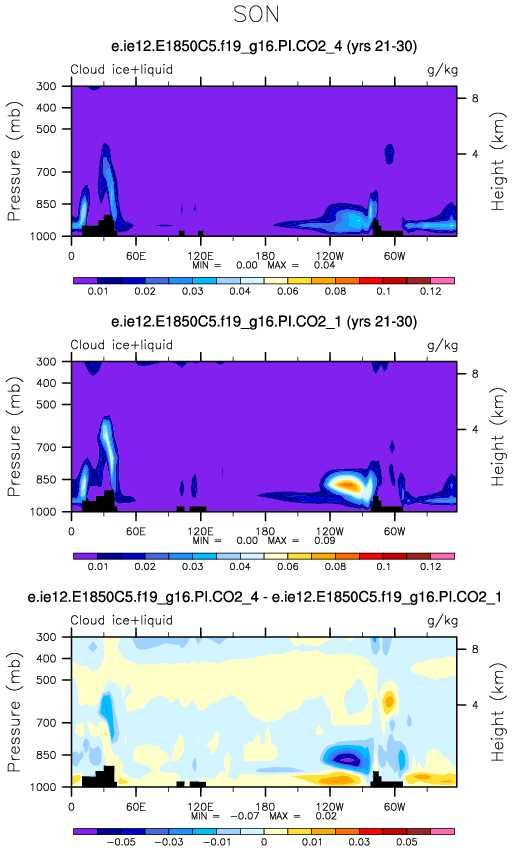 SON
e.ie12.E1850C5.f19_g16.PI.CO2_4 (yrs 21-30)
Cloud ice+liquid g/kg
300
400
500
700
850
1000
Pressure (mb)
8
4
Height (km)
0 60E 120E 180 120W 60W
MIN = 0.00 MAX = 0.04
0.01 0.02 0.03 0.04 0.06 0.08 0.10 0.12
e.ie12.E1850C5.f19_g16.PI.CO2_1 (yrs 21-30)
Cloud ice+liquid g/kg
300
400
500
700
850
1000
Pressure (mb)
8
4
Height (km)
0 60E 120E 180 120W 60W
MIN = 0.00 MAX = 0.09
0.01 0.02 0.03 0.04 0.06 0.08 0.10 0.12
e.ie12.E1850C5.f19_g16.PI.CO2_4 - e.ie12.E1850C5.f19_g16.PI.CO2_1
Cloud ice+liquid g/kg
300
400
500
700
850
1000
Pressure (mb)
8
4
Height (km)
0 60E 120E 180 120W 60W
MIN = -0.07 MAX = 0.02
-0.05 -0.03 -0.01 0 0.01 0.03 0.05